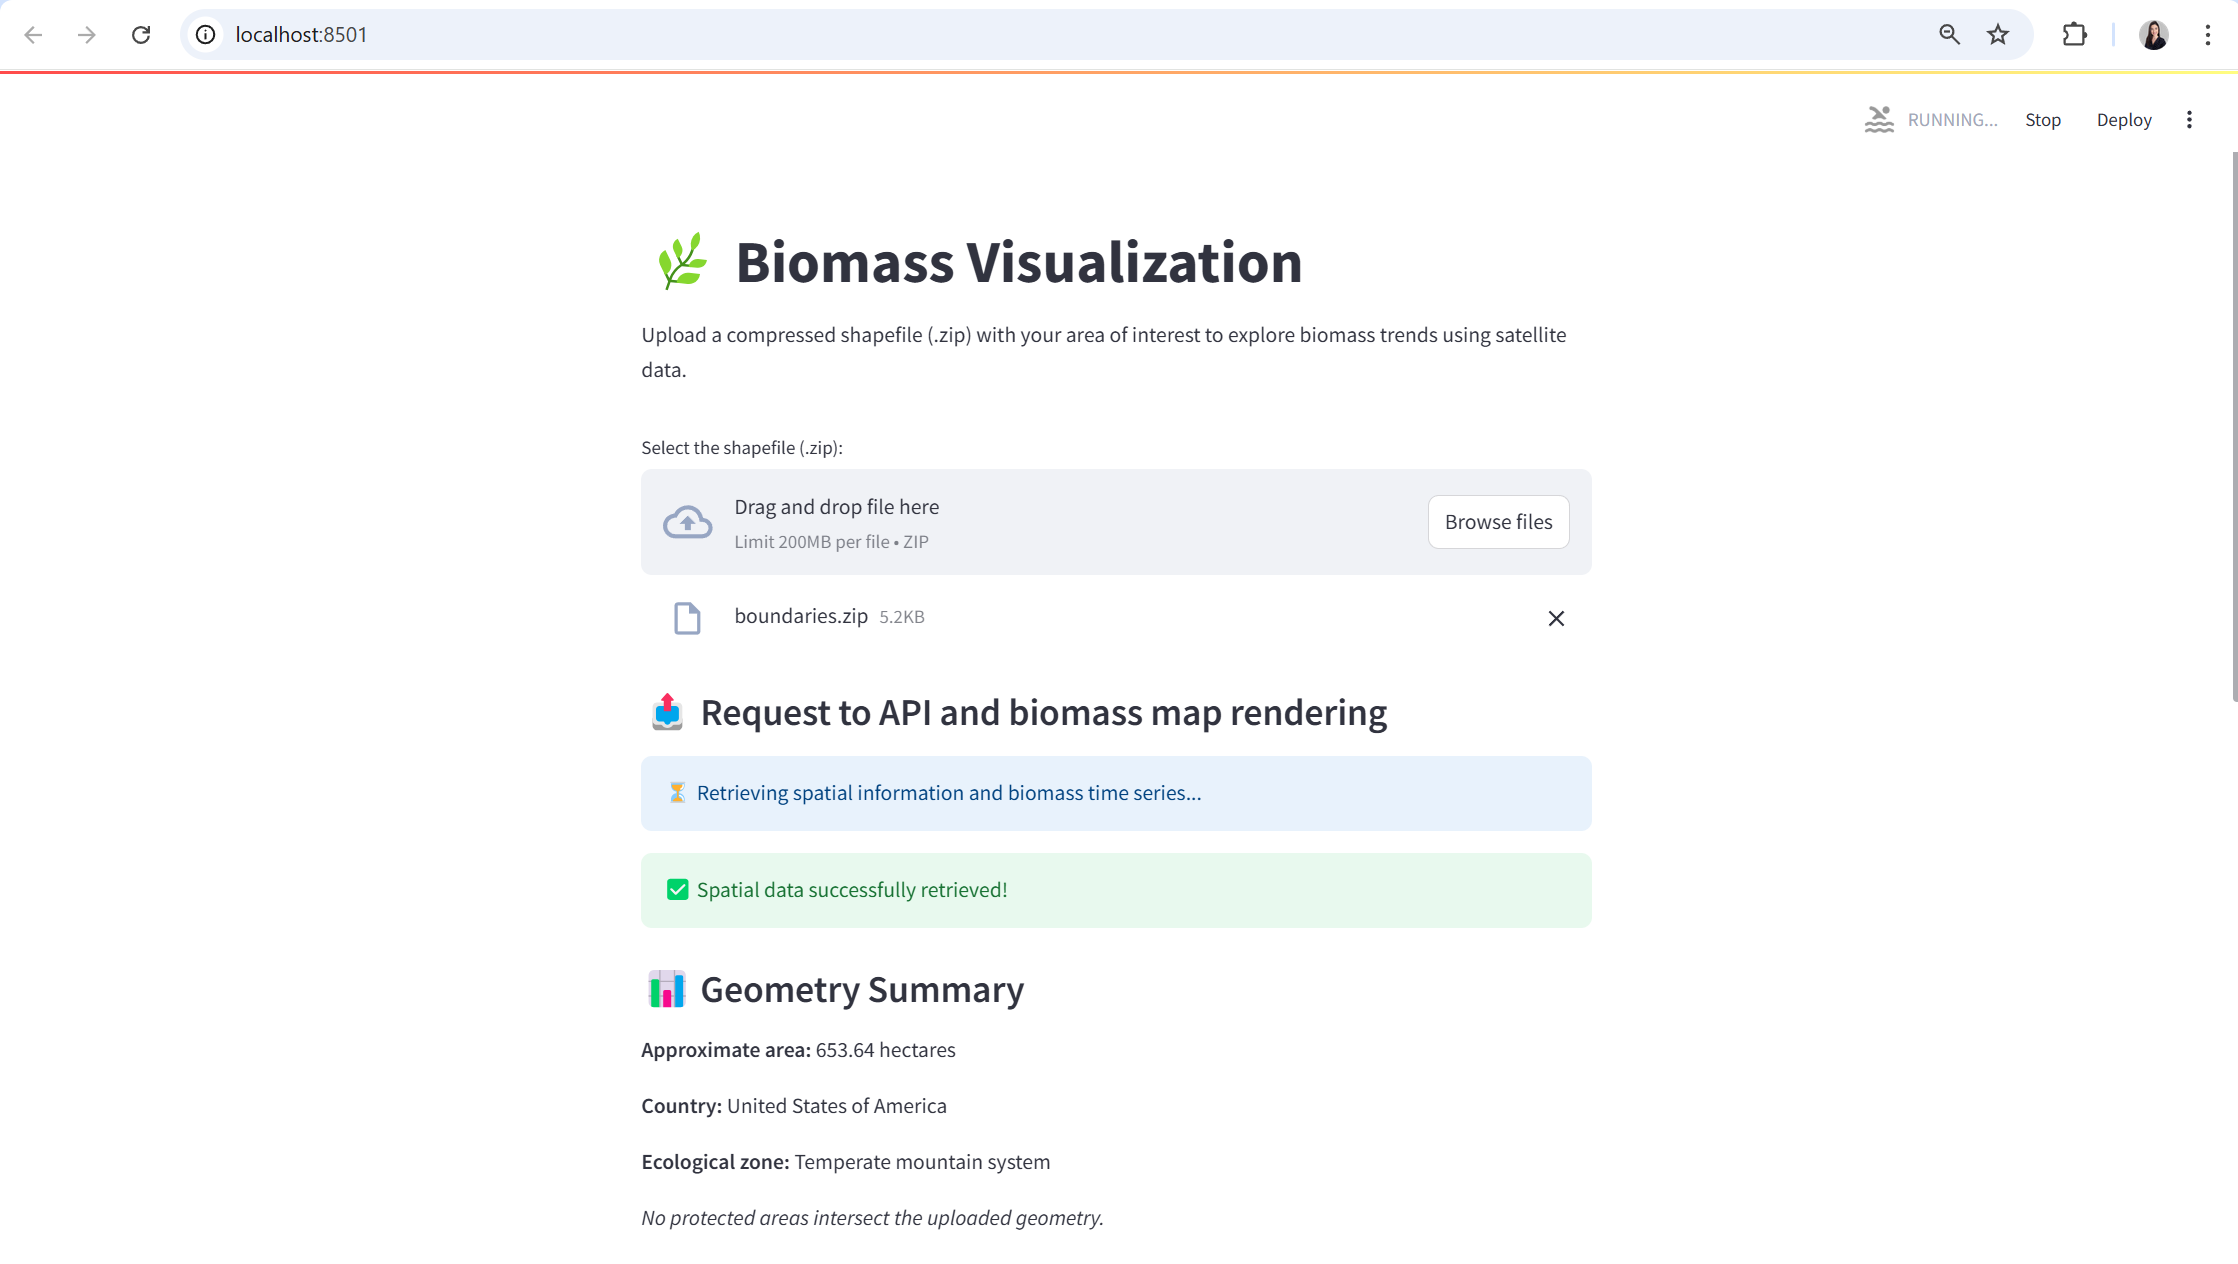 localhost:8501
RUNNING...
Stop
Deploy
Biomass Visualization
Upload a compressed shapefile (.zip) with your area of interest to explore biomass trends using satellite
data.
Select the shapefile (.zip):
Drag and drop file here
Limit 200MB per file • ZIP
Browse files
boundaries.zip 5.2KB
Request to API and biomass map rendering
Retrieving spatial information and biomass time series...
Spatial data successfully retrieved!
Geometry Summary
Approximate area: 653.64 hectares
Country: United States of America
Ecological zone: Temperate mountain system
No protected areas intersect the uploaded geometry.